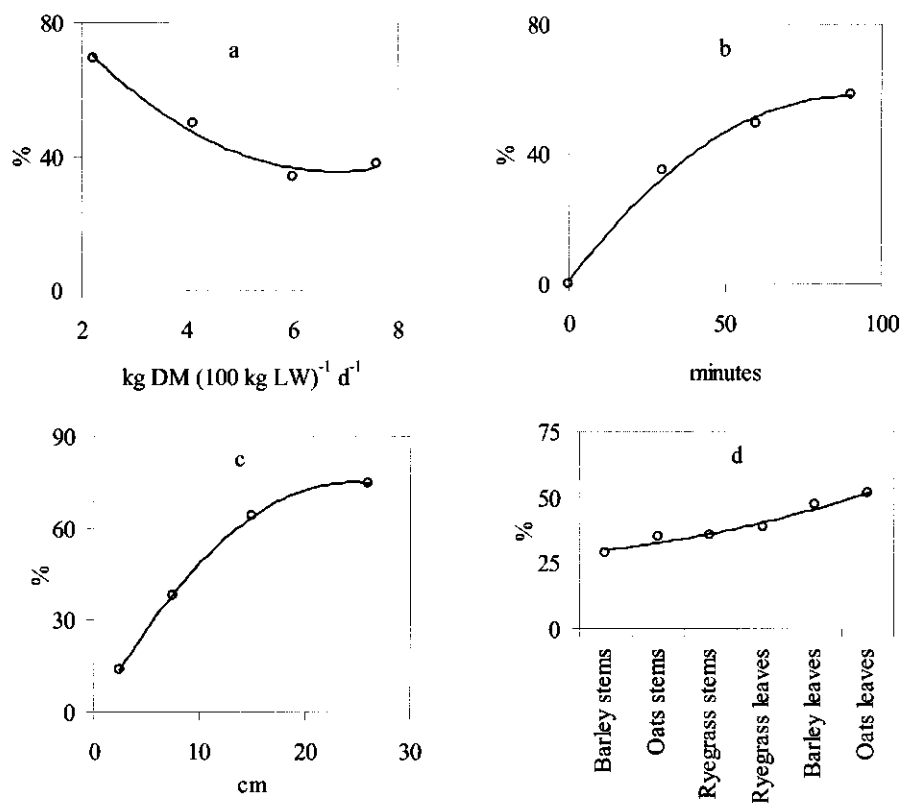 a
80
40
0
%
2 4 6 8
kg DM (100 kg LW)⁻¹ d⁻¹
b
80
40
0
%
0 50 100
minutes
c
90
60
30
0
%
0 10 20 30
cm
d
75
50
25
0
%
Barley stems
Oats stems
Ryegrass stems
Ryegrass leaves
Barley leaves
Oats leaves